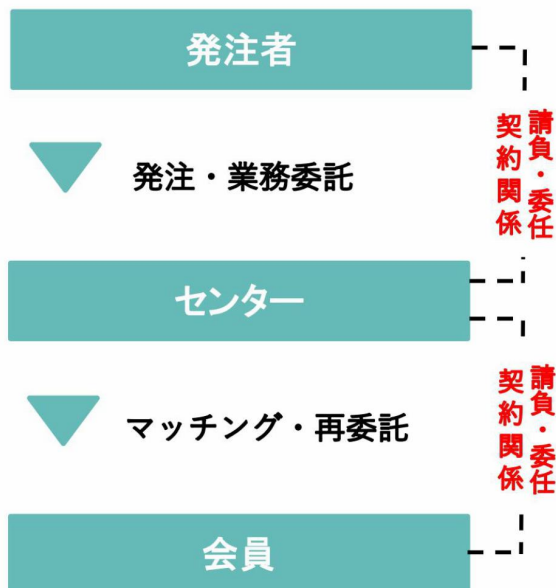 発注者
発注・業務委託
請負・委任
契約関係
センター
マッチング・再委託
請負・委任
契約関係
会員